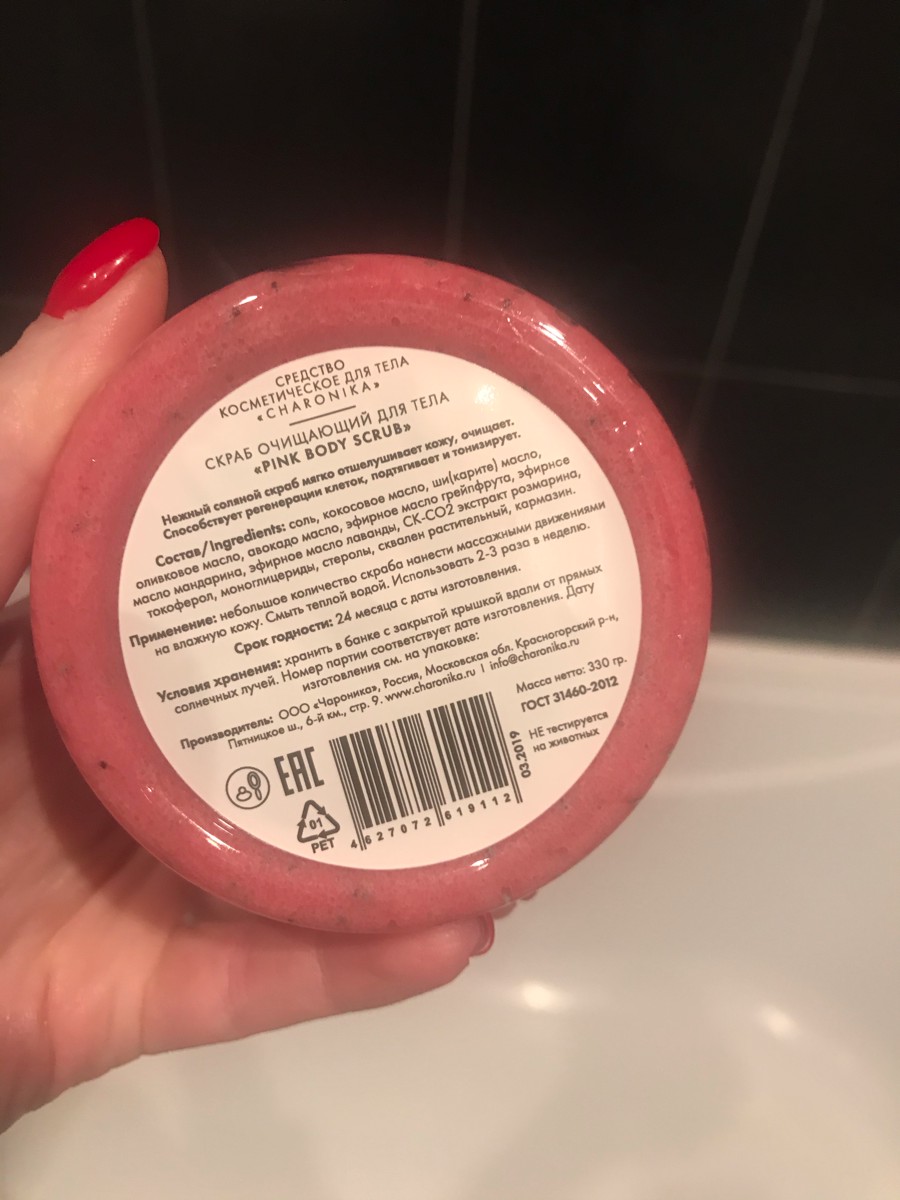 СРЕДСТВО
КОСМЕТИЧЕСКОЕ ДЛЯ ТЕЛА
«CHARONIKA»
СКРАБ ОЧИЩАЮЩИЙ ДЛЯ ТЕЛА
«PINK BODY SCRUB»
Нежный соляной скраб мягко отшелушивает кожу, очищает.
Способствует регенерации клеток, подтягивает и тонизирует.
Состав/Ingredients: соль, кокосовое масло, ши(карите) масло,
оливковое масло, авокадо масло, эфирное масло грейпфрута, эфирное
масло мандарина, эфирное масло лаванды, СК-СО2 экстракт розмарина,
токоферол, моноглицериды, стеролы, сквален растительный, кармазин.
Применение: небольшое количество скраба нанести массажными движениями
на влажную кожу. Смыть теплой водой. Использовать 2-3 раза в неделю.
Срок годности: 24 месяца с даты изготовления.
Условия хранения: хранить в банке с закрытой крышкой вдали от прямых
солнечных лучей. Номер партии соответствует дате изготовления. Дату
изготовления см. на упаковке:
Производитель: ООО «Чароника», Россия, Московская обл. Красногорский р-н,
Пятницкое ш., 6-й км., стр. 9. www.charonika.ru | info@charonika.ru
Масса нетто: 330 гр.
ГОСТ 31460-2012
НЕ тестируется
на животных
EAC
01
PET
4 627072 619112
03.2019